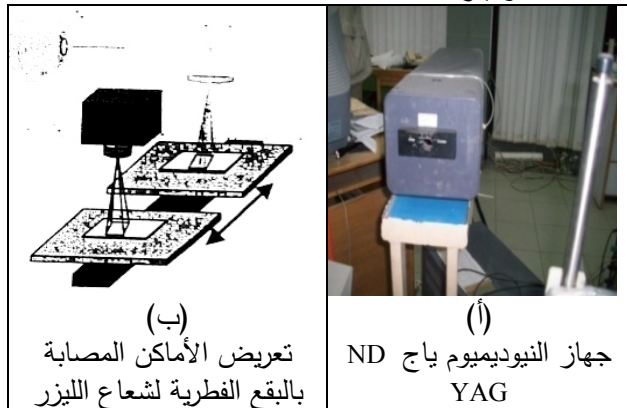 (أ)
جهاز النيوديميوم ياج ND
YAG
(ب)
تعريض الأماكن المصابة
بالبقع الفطرية لشعاع الليزر